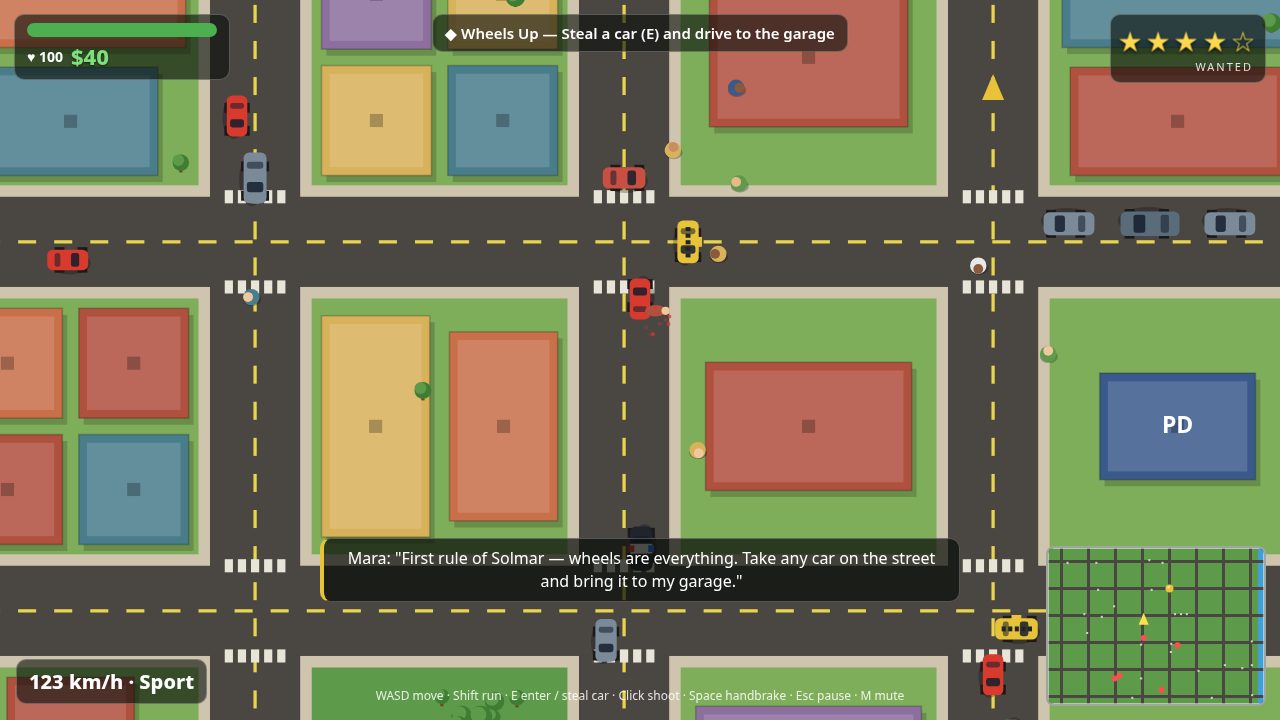 ♥ 100 $40
◆ Wheels Up — Steal a car (E) and drive to the garage
★★★★☆
WANTED
PD
Mara: "First rule of Solmar — wheels are everything. Take any car on the street
and bring it to my garage."
123 km/h · Sport
WASD move · Shift run · E enter / steal car · Click shoot · Space handbrake · Esc pause · M mute